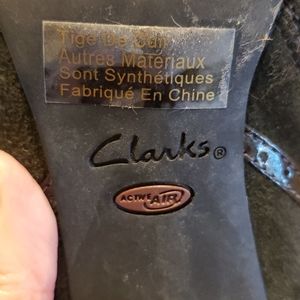 Tige De Cuir
Autres Matériaux
Sont Synthétiques
Fabriqué En Chine
Clarks®
ACTIVE AIR